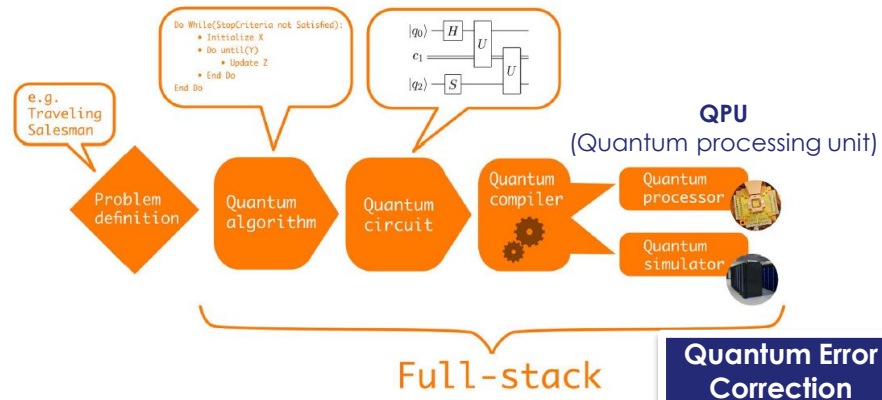 Do While(StopCriteria not Satisfied):
• Initialize X
• Do until(Y)
• Update Z
• End Do
End Do
|q₀⟩ H U
c₁ U
|q₂⟩ S
e.g.
Traveling
Salesman
QPU
(Quantum processing unit)
Problem
definition
Quantum
algorithm
Quantum
circuit
Quantum
compiler
Quantum
processor
Quantum
simulator
Full-stack
Quantum Error
Correction